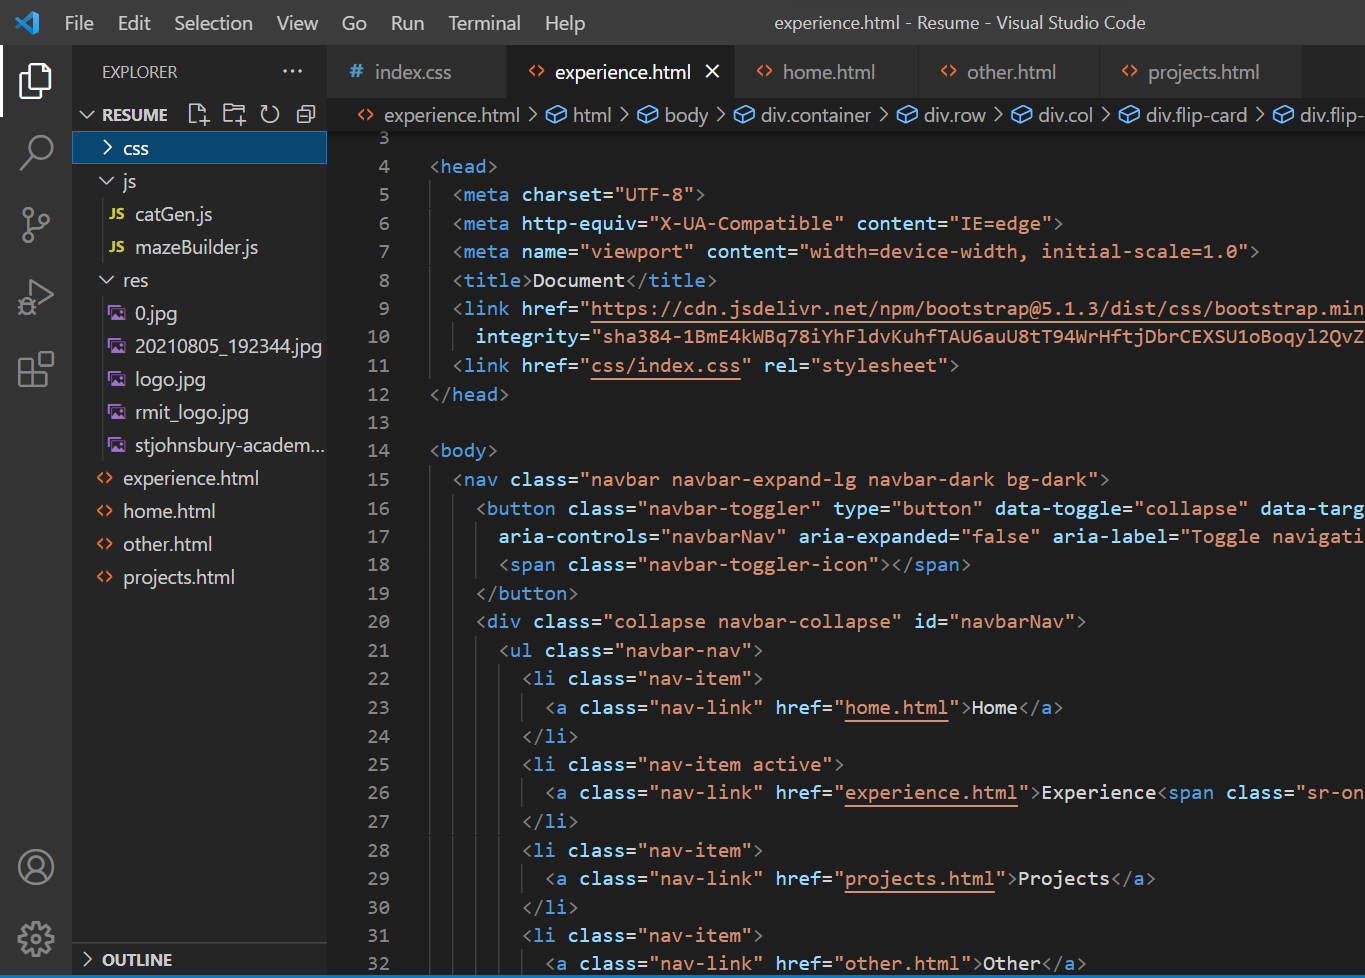 File Edit Selection View Go Run Terminal Help experience.html - Resume - Visual Studio Code
EXPLORER ···
RESUME
css
js
JS catGen.js
JS mazeBuilder.js
res
0.jpg
20210805_192344.jpg
logo.jpg
rmit_logo.jpg
stjohnsbury-academ...
<> experience.html
<> home.html
<> other.html
<> projects.html
OUTLINE
# index.css <> experience.html <> home.html <> other.html <> projects.html
<> experience.html > html > body > div.container > div.row > div.col > div.flip-card > div.flip-
3
4 <head>
5 <meta charset="UTF-8">
6 <meta http-equiv="X-UA-Compatible" content="IE=edge">
7 <meta name="viewport" content="width=device-width, initial-scale=1.0">
8 <title>Document</title>
9 <link href="https://cdn.jsdelivr.net/npm/bootstrap@5.1.3/dist/css/bootstrap.min
10 integrity="sha384-1BmE4kWBq78iYhFldvKuhfTAU6auU8tT94WrHftjDbrCEXSU1oBoqyl2QvZ
11 <link href="css/index.css" rel="stylesheet">
12 </head>
13
14 <body>
15 <nav class="navbar navbar-expand-lg navbar-dark bg-dark">
16 <button class="navbar-toggler" type="button" data-toggle="collapse" data-targ
17 aria-controls="navbarNav" aria-expanded="false" aria-label="Toggle navigati
18 <span class="navbar-toggler-icon"></span>
19 </button>
20 <div class="collapse navbar-collapse" id="navbarNav">
21 <ul class="navbar-nav">
22 <li class="nav-item">
23 <a class="nav-link" href="home.html">Home</a>
24 </li>
25 <li class="nav-item active">
26 <a class="nav-link" href="experience.html">Experience<span class="sr-on
27 </li>
28 <li class="nav-item">
29 <a class="nav-link" href="projects.html">Projects</a>
30 </li>
31 <li class="nav-item">
32 <a class="nav-link" href="other.html">Other</a>